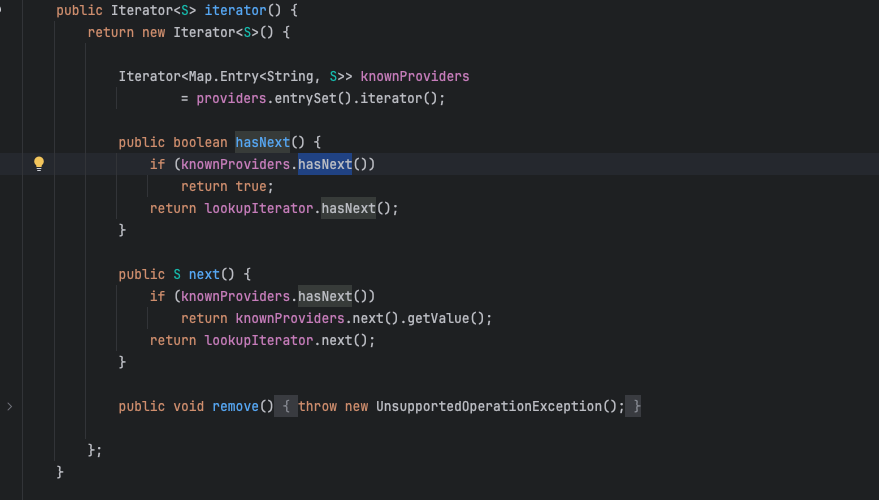 public Iterator<S> iterator() {
return new Iterator<S>() {
Iterator<Map.Entry<String, S>> knownProviders
= providers.entrySet().iterator();
public boolean hasNext() {
if (knownProviders.hasNext())
return true;
return lookupIterator.hasNext();
}
public S next() {
if (knownProviders.hasNext())
return knownProviders.next().getValue();
return lookupIterator.next();
}
public void remove() { throw new UnsupportedOperationException(); }
};
}